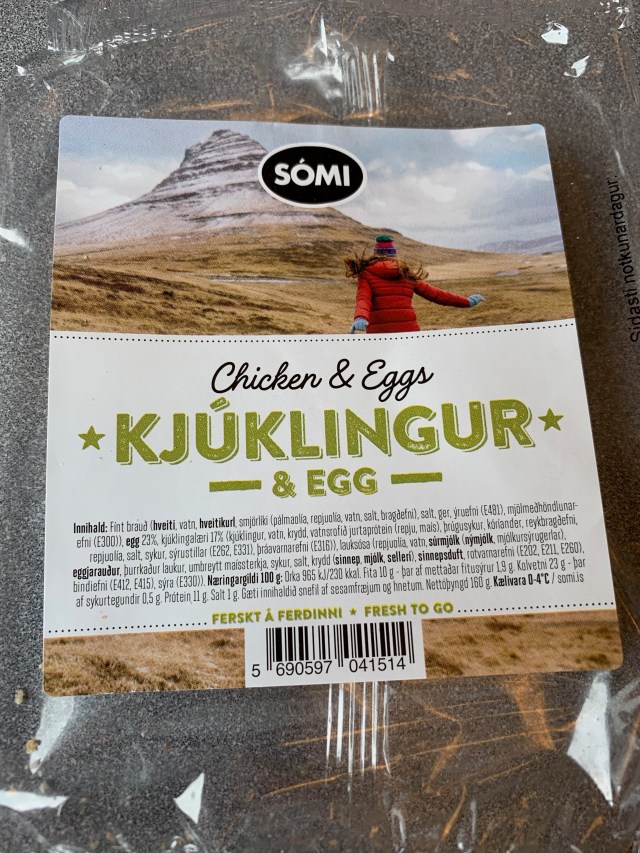 SÓMI
Síðasti notkunardagur:
Chicken & Eggs
KJÚKLINGUR
& EGG
Innihald: Fínt brauð (hveiti, vatn, hveitikurl, smjörlíki (pálmaolía, repjuolía, vatn, salt, bragðefni), salt, ger, ýruefni (E481), mjölmeðhöndlunar-
efni (E300)), egg 23%, kjúklingalæri 17% (kjúklingur, vatn, krydd, vatnsrofið jurtaprótein (repju, maís), þrúgusykur, kóríander, reykbragðefni,
repjuolía, salt, sykur, sýrustillar (E262, E331), þráavarnarefni (E316)), lauksósa (repjuolía, vatn, súrmjólk (nýmjólk, mjólkursýrugerlar),
eggjarauður, þurrkaður laukur, umbreytt maíssterkja, sykur, salt, krydd (sinnep, mjólk, selleri), sinnepsduft, rotvarnarefni (E202, E211, E260),
bindiefni (E412, E415), sýra (E330)). Næringargildi 100 g: Orka 965 kJ/230 kkal. Fita 10 g - þar af mettaðar fitusýrur 1,9 g. Kolvetni 23 g - þar
af sykurtegundir 0,5 g. Prótein 11 g. Salt 1 g. Gæti innihaldið snefil af sesamfræjum og hnetum. Nettóþyngd 160 g. Kælivara 0-4°C / somi.is
FERSKT Á FERÐINNI ★ FRESH TO GO
5 690597 041514